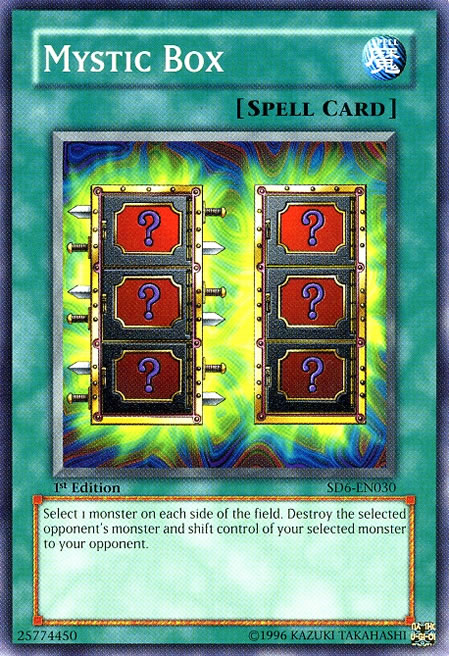 MYSTIC BOX
SPELL
魔
[SPELL CARD]
?
?
?
?
?
?
1st Edition
SD6-EN030
Select 1 monster on each side of the field. Destroy the selected
opponent's monster and shift control of your selected monster
to your opponent.
25774450
©1996 KAZUKI TAKAHASHI